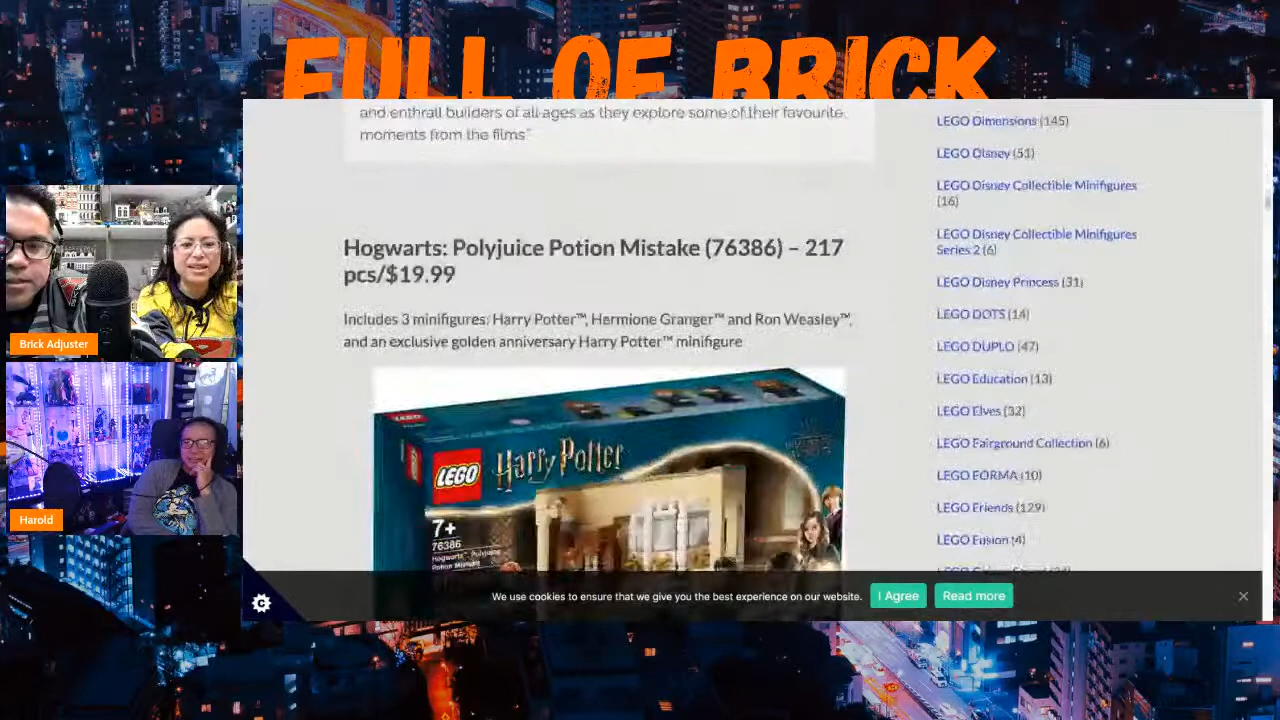 FULL OF BRICK
and enthrall builders of all ages as they explore some of their favourite
moments from the films"
Hogwarts: Polyjuice Potion Mistake (76386) – 217
pcs/$19.99
Includes 3 minifigures: Harry Potter™, Hermione Granger™ and Ron Weasley™,
and an exclusive golden anniversary Harry Potter™ minifigure
LEGO
Harry Potter
7+
76386
Hogwarts™ Polyjuice
Potion Mistake
LEGO Dimensions (145)
LEGO Disney (51)
LEGO Disney Collectible Minifigures
(16)
LEGO Disney Collectible Minifigures
Series 2 (6)
LEGO Disney Princess (31)
LEGO DOTS (14)
LEGO DUPLO (47)
LEGO Education (13)
LEGO Elves (32)
LEGO Fairground Collection (6)
LEGO FORMA (10)
LEGO Friends (129)
LEGO Fusion (4)
Brick Adjuster
Harold
We use cookies to ensure that we give you the best experience on our website.
I Agree
Read more